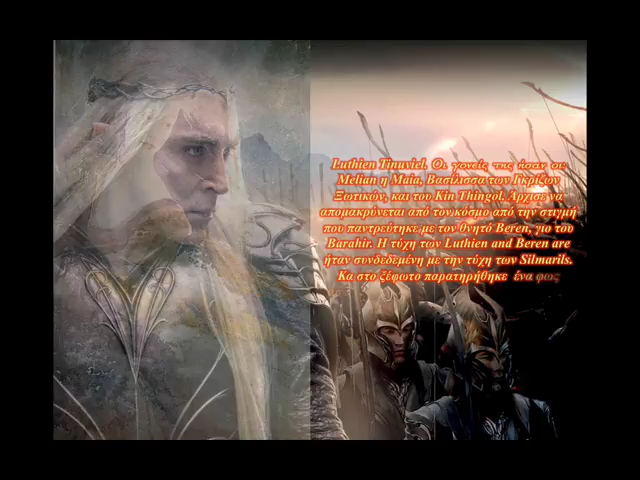 Luthien Tinuviel. Οι γονείς της ήσαν οι:
Melian η Maia, Βασίλισσα των Γκρίζων
Ξωτικών, και του Kin Thingol. Άρχισε να
απομακρύνεται από τον κόσμο από την στιγμή
που παντρεύτηκε με τον θνητό Beren, γιο του
Barahir. Η τύχη των Luthien and Beren are
ήταν συνδεδεμένη με την τύχη των Silmarils.
Κα στο ξέφωτο παρατηρήθηκε ένα φως